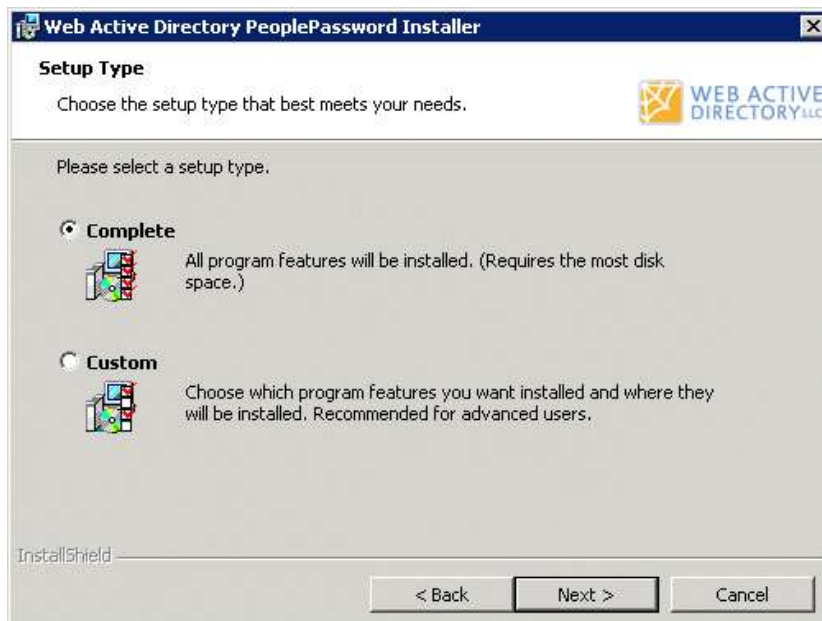 Web Active Directory PeoplePassword Installer
Setup Type
Choose the setup type that best meets your needs.
WEB ACTIVE
DIRECTORY LLC
Please select a setup type.
Complete
All program features will be installed. (Requires the most disk
space.)
Custom
Choose which program features you want installed and where they
will be installed. Recommended for advanced users.
InstallShield
< Back
Next >
Cancel